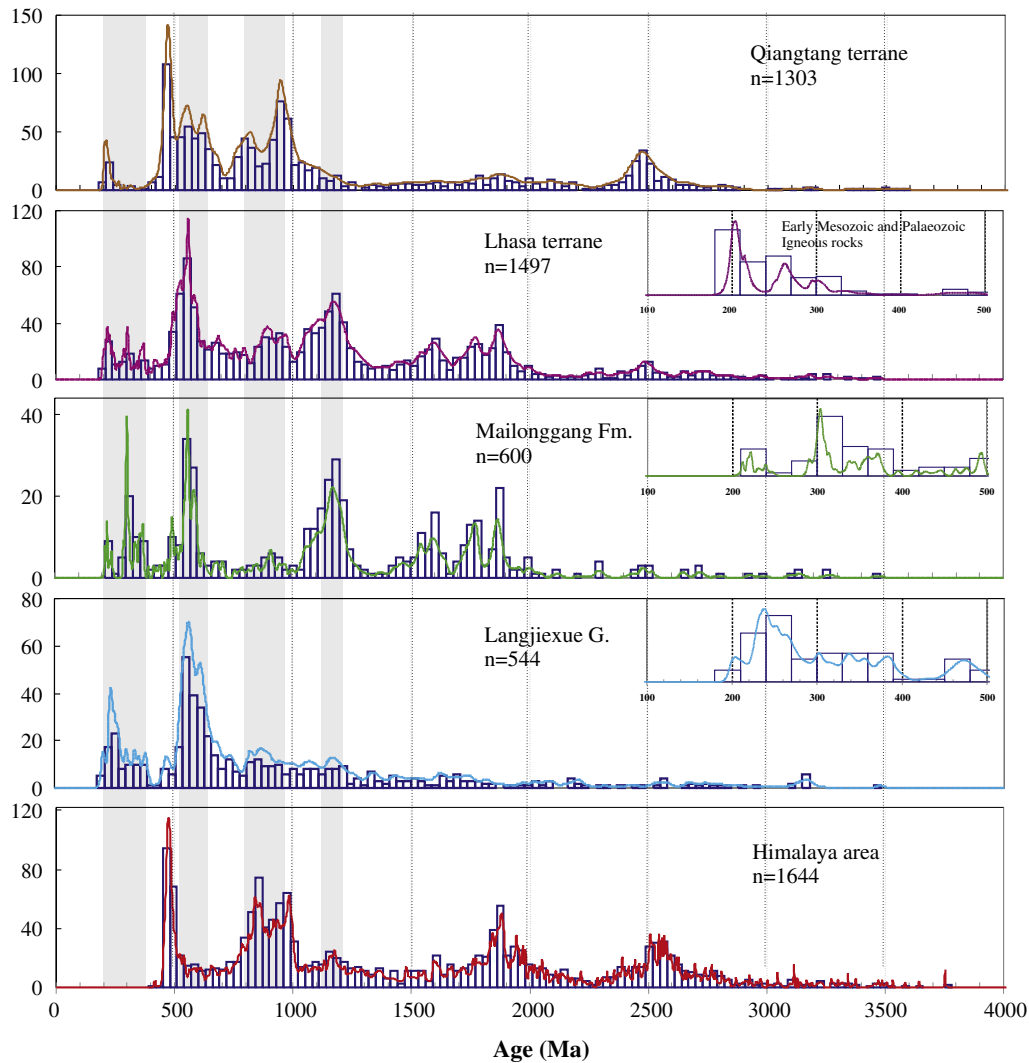 150
100
50
0
Qiangtang terrane
n=1303
120
80
40
0
Lhasa terrane
n=1497
Early Mesozoic and Palaeozoic
Igneous rocks
100 200 300 400 500
40
20
0
Mailonggang Fm.
n=600
100 200 300 400 500
80
60
40
20
0
Langjiexue G.
n=544
100 200 300 400 500
120
80
40
0
Himalaya area
n=1644
0 500 1000 1500 2000 2500 3000 3500 4000
Age (Ma)